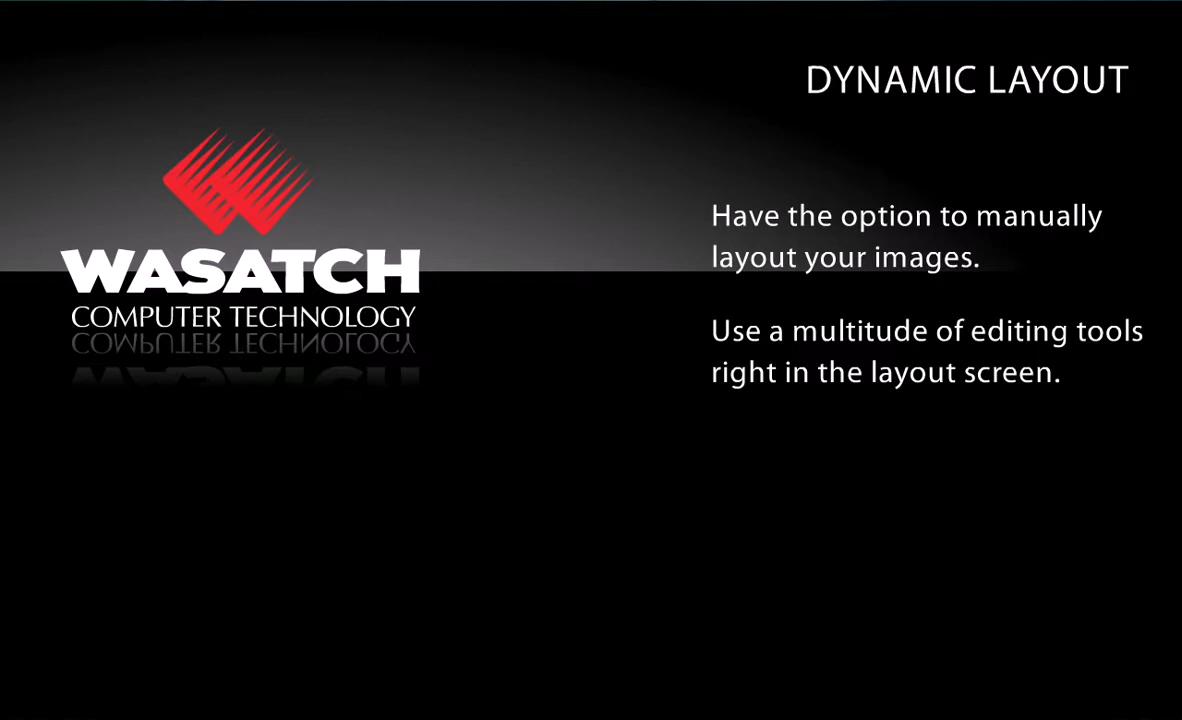 DYNAMIC LAYOUT
WASATCH
COMPUTER TECHNOLOGY
Have the option to manually
layout your images.
Use a multitude of editing tools
right in the layout screen.